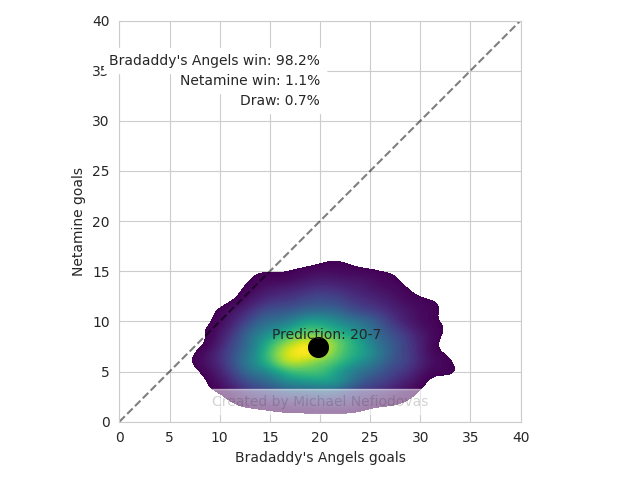 40
35
30
25
20
15
10
5
0
Netamine goals
Bradaddy's Angels win: 98.2%
Netamine win: 1.1%
Draw: 0.7%
Prediction: 20-7
Created by Michael Nefiodovas
0 5 10 15 20 25 30 35 40
Bradaddy's Angels goals